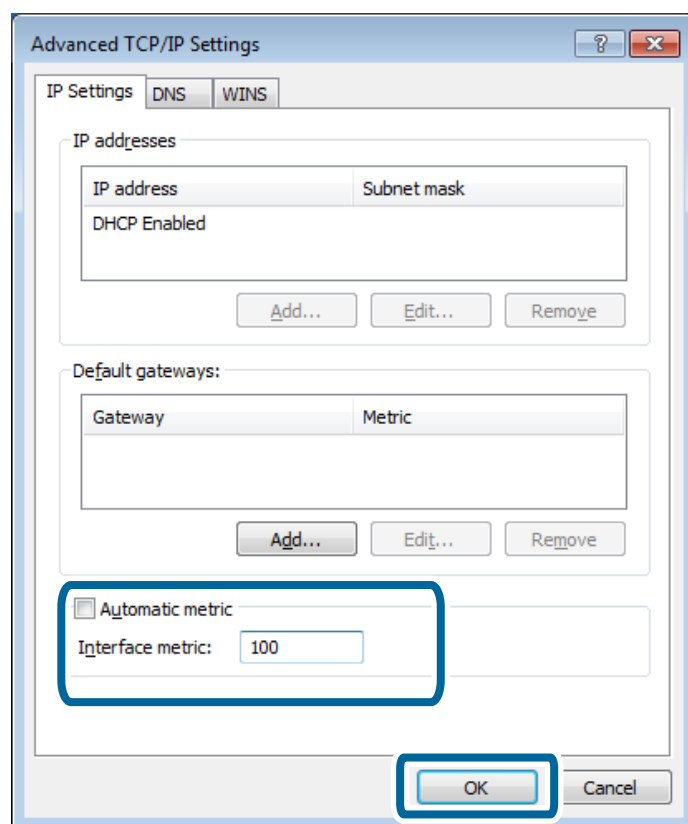 Advanced TCP/IP Settings
IP Settings DNS WINS
IP addresses
IP address Subnet mask
DHCP Enabled
Add... Edit... Remove
Default gateways:
Gateway Metric
Add... Edit... Remove
Automatic metric
Interface metric: 100
OK Cancel